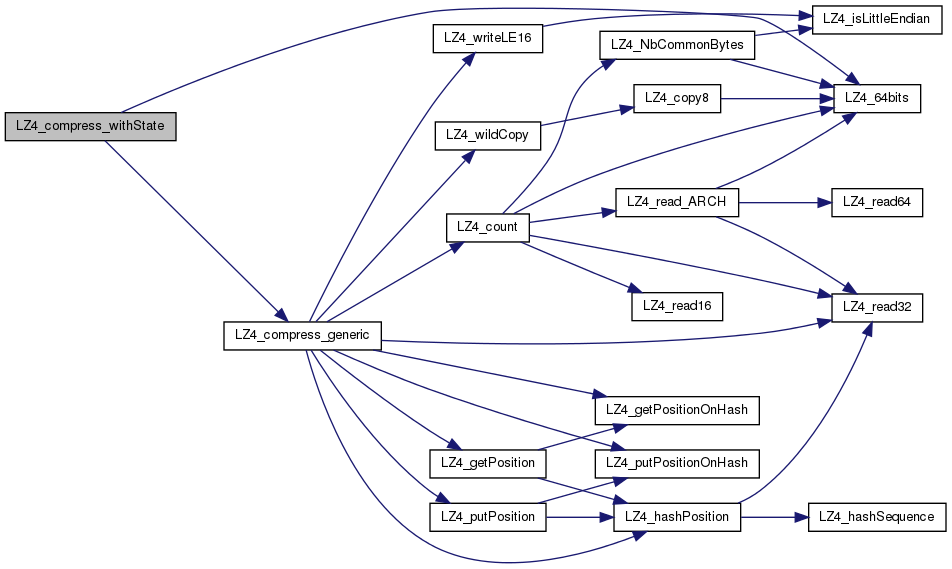 LZ4_compress_withState
LZ4_compress_generic
LZ4_writeLE16
LZ4_wildCopy
LZ4_count
LZ4_getPosition
LZ4_putPosition
LZ4_NbCommonBytes
LZ4_copy8
LZ4_read_ARCH
LZ4_read16
LZ4_getPositionOnHash
LZ4_putPositionOnHash
LZ4_hashPosition
LZ4_isLittleEndian
LZ4_64bits
LZ4_read64
LZ4_read32
LZ4_hashSequence